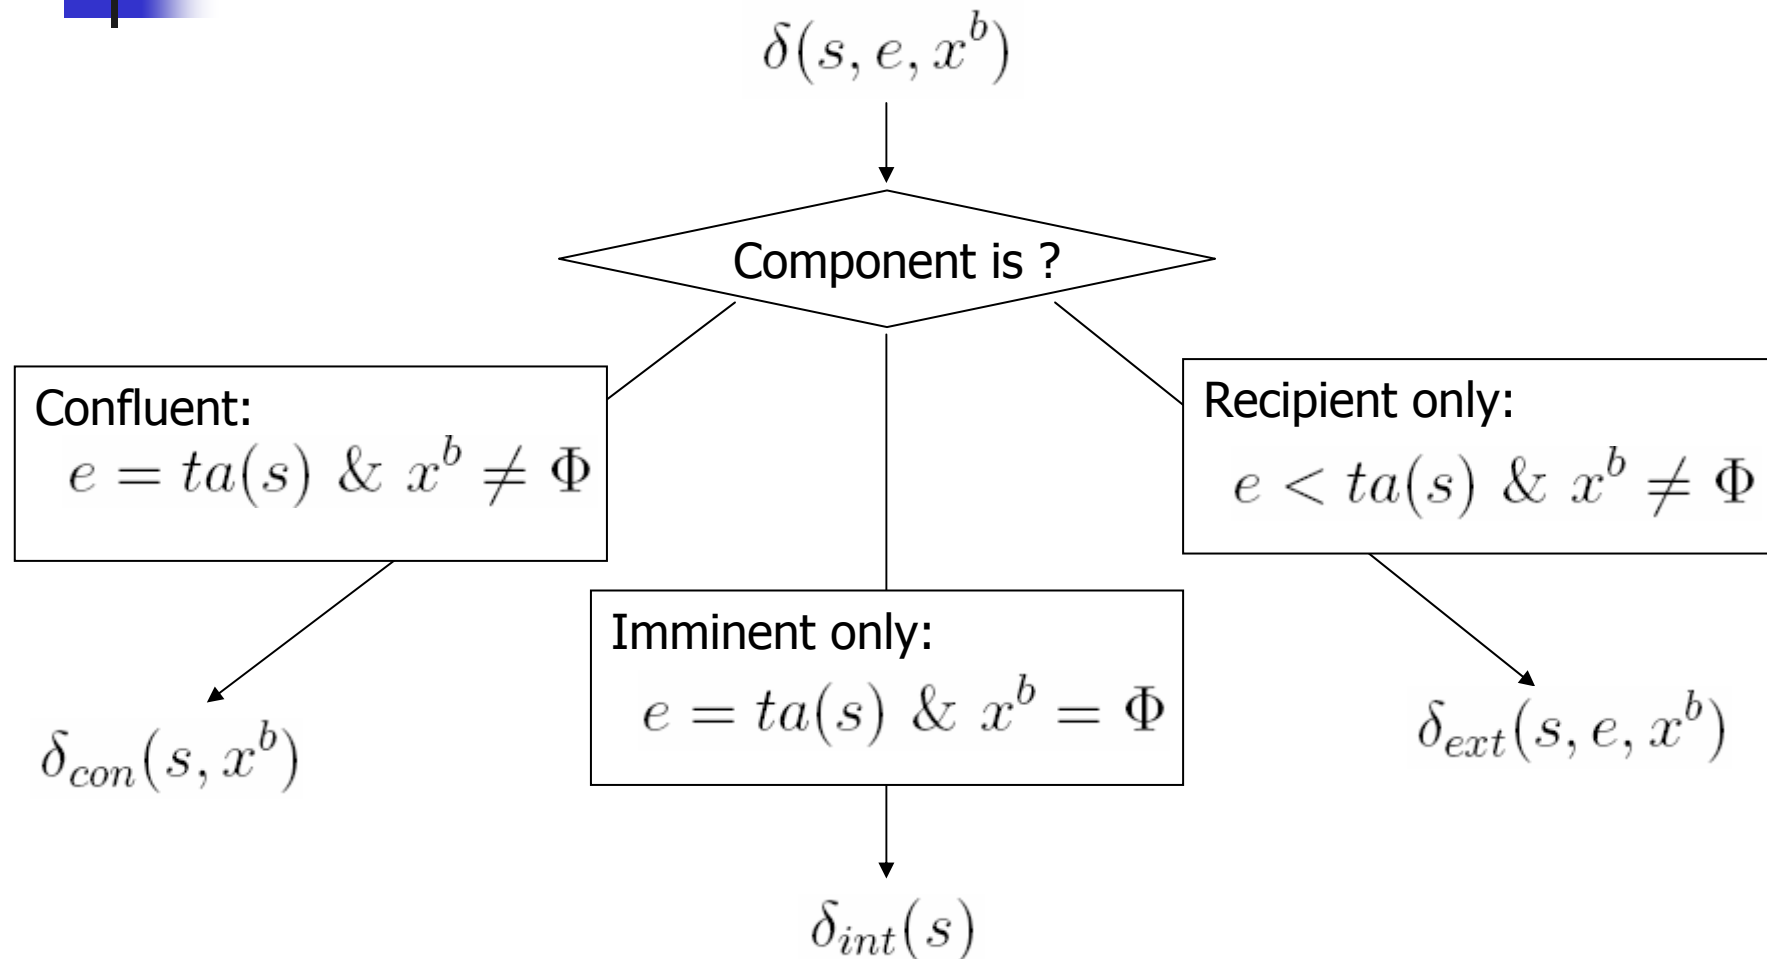 δ(s, e, x^b)
Component is ?
Confluent:
e = ta(s) & x^b ≠ Φ
Recipient only:
e < ta(s) & x^b ≠ Φ
Imminent only:
e = ta(s) & x^b = Φ
δ_con(s, x^b)
δ_ext(s, e, x^b)
δ_int(s)